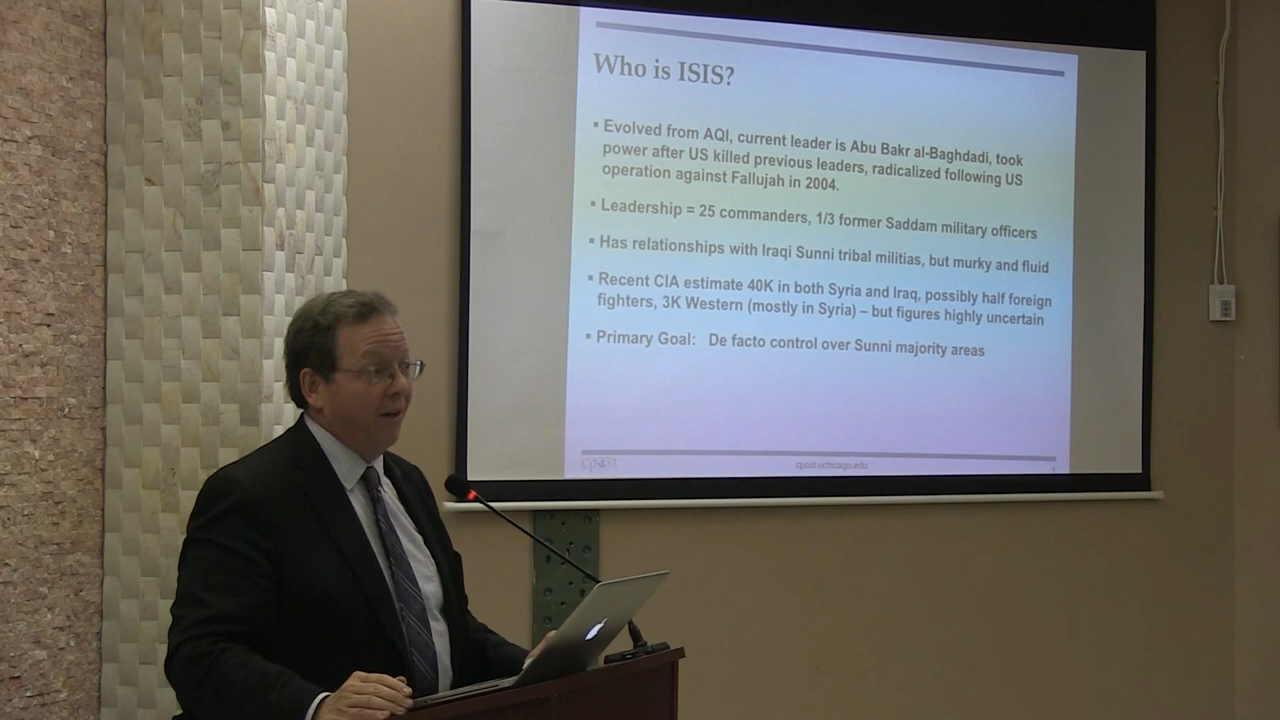 Who is ISIS?
▪ Evolved from AQI, current leader is Abu Bakr al-Baghdadi, took
power after US killed previous leaders, radicalized following US
operation against Fallujah in 2004.
▪ Leadership = 25 commanders, 1/3 former Saddam military officers
▪ Has relationships with Iraqi Sunni tribal militias, but murky and fluid
▪ Recent CIA estimate 40K in both Syria and Iraq, possibly half foreign
fighters, 3K Western (mostly in Syria) – but figures highly uncertain
▪ Primary Goal: De facto control over Sunni majority areas
cpost cpost.uchicago.edu